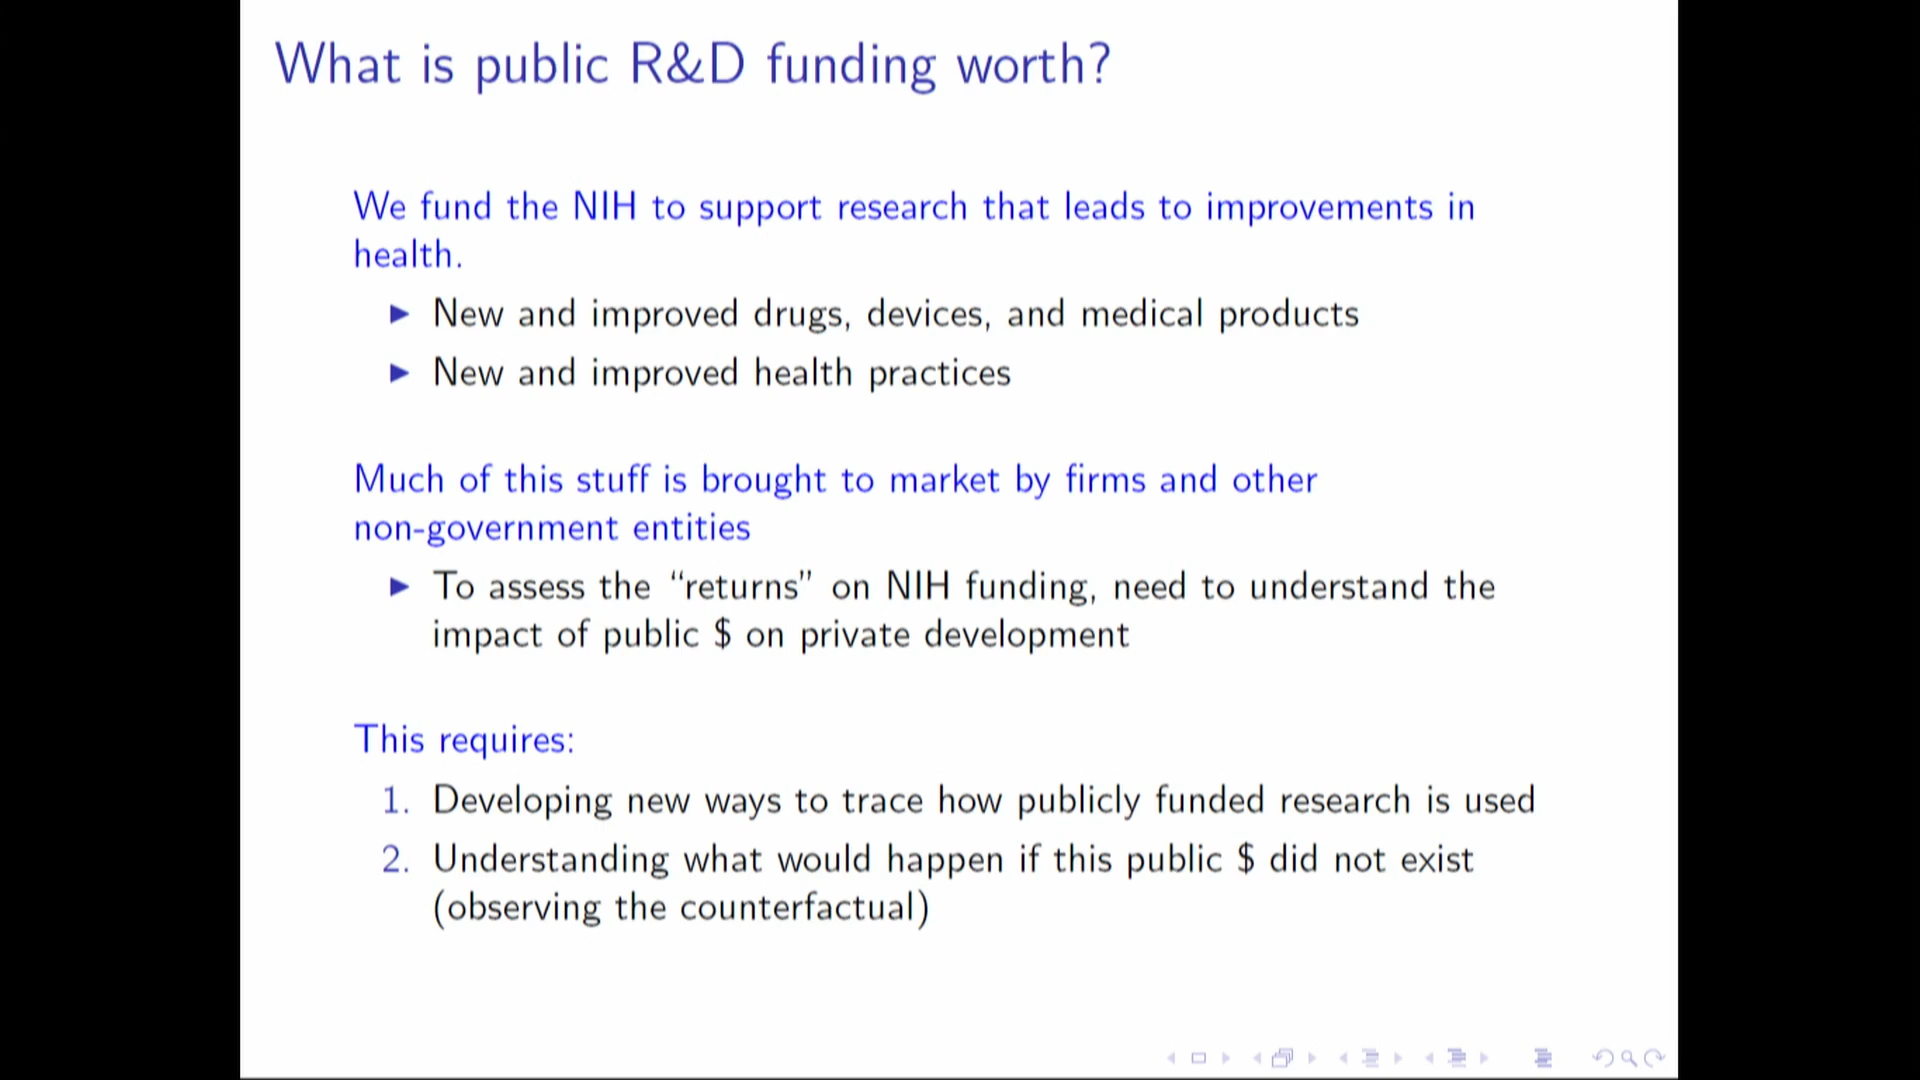 What is public R&D funding worth?
We fund the NIH to support research that leads to improvements in
health.
▶ New and improved drugs, devices, and medical products
▶ New and improved health practices
Much of this stuff is brought to market by firms and other
non-government entities
▶ To assess the “returns” on NIH funding, need to understand the
impact of public $ on private development
This requires:
1. Developing new ways to trace how publicly funded research is used
2. Understanding what would happen if this public $ did not exist
(observing the counterfactual)